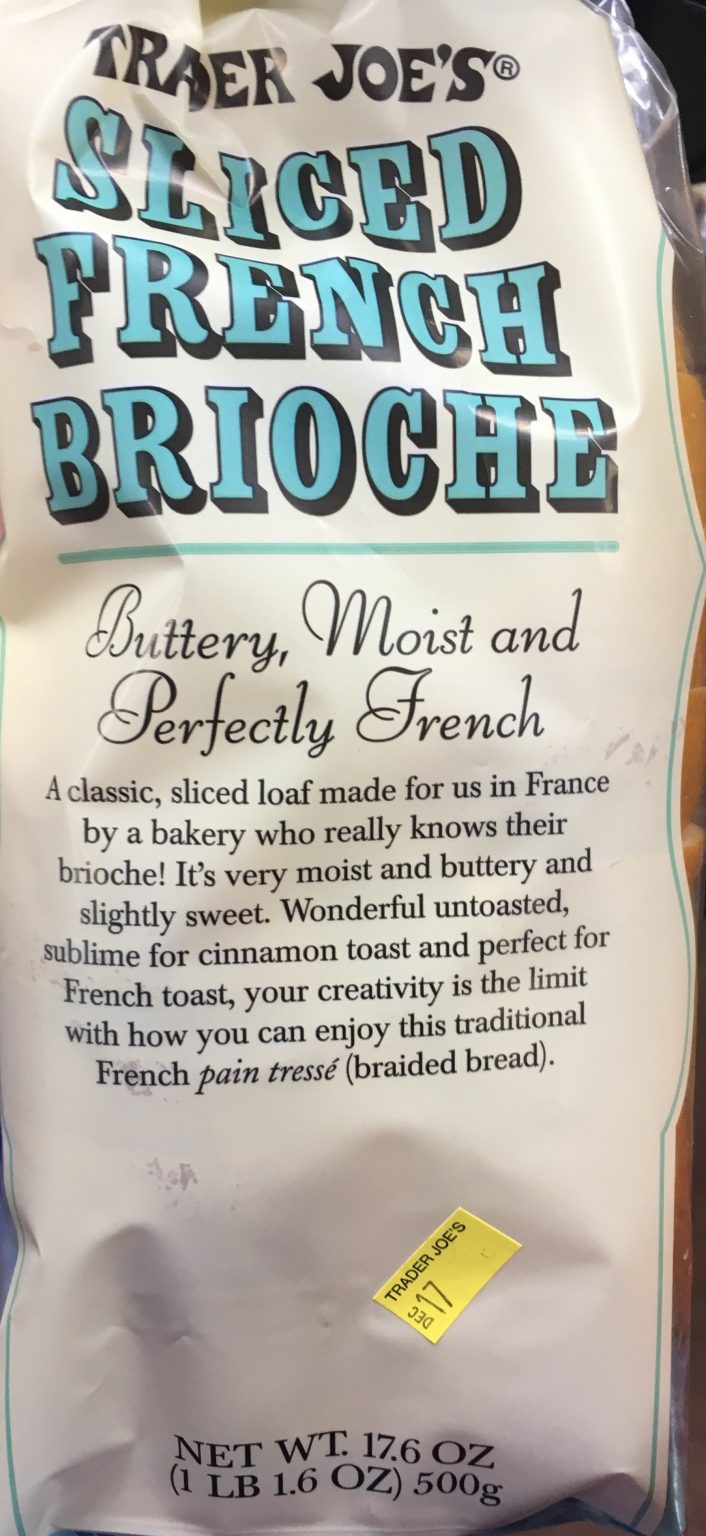 TRADER JOE'S®
SLICED
FRENCH
BRIOCHE
Buttery, Moist and
Perfectly French
A classic, sliced loaf made for us in France
by a bakery who really knows their
brioche! It's very moist and buttery and
slightly sweet. Wonderful untoasted,
sublime for cinnamon toast and perfect for
French toast, your creativity is the limit
with how you can enjoy this traditional
French pain tressé (braided bread).
TRADER JOE'S
DEC 17
NET WT. 17.6 OZ
(1 LB 1.6 OZ) 500g